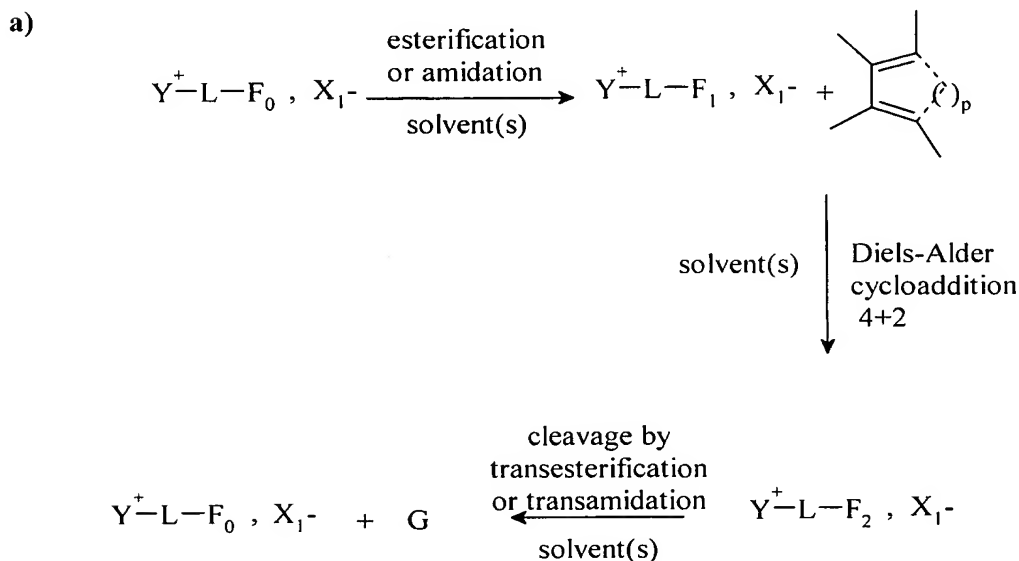 a)
esterification
or amidation
Y+-L-F0 , X1- solvent(s) Y+-L-F1 , X1- + ( )p
solvent(s) Diels-Alder
cycloaddition
4+2
cleavage by
transesterification
or transamidation
Y+-L-F0 , X1- + G solvent(s) Y+-L-F2 , X1-